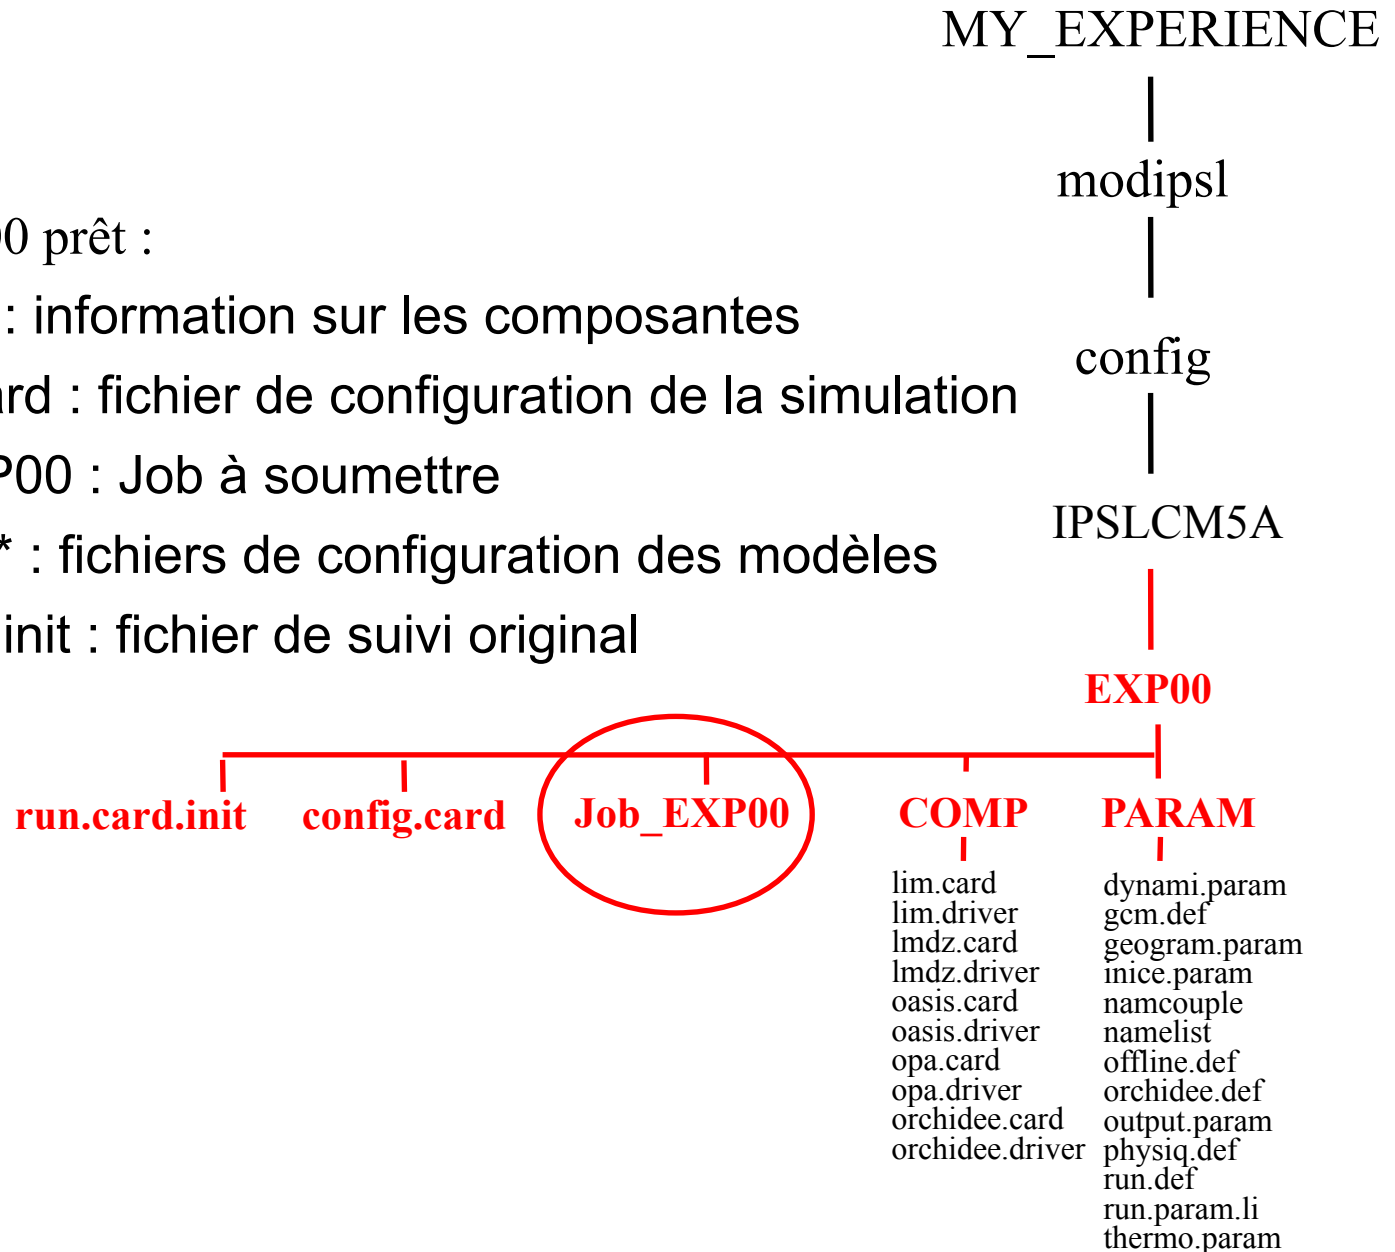 MY_EXPERIENCE
modipsl
0 prêt :
: information sur les composantes
config
ard : fichier de configuration de la simulation
P00 : Job à soumettre
IPSLCM5A
* : fichiers de configuration des modèles
init : fichier de suivi original
EXP00
run.card.init config.card Job_EXP00 COMP PARAM
lim.card
lim.driver
lmdz.card
lmdz.driver
oasis.card
oasis.driver
opa.card
opa.driver
orchidee.card
orchidee.driver
dynami.param
gcm.def
geogram.param
inice.param
namcouple
namelist
offline.def
orchidee.def
output.param
physiq.def
run.def
run.param.li
thermo.param